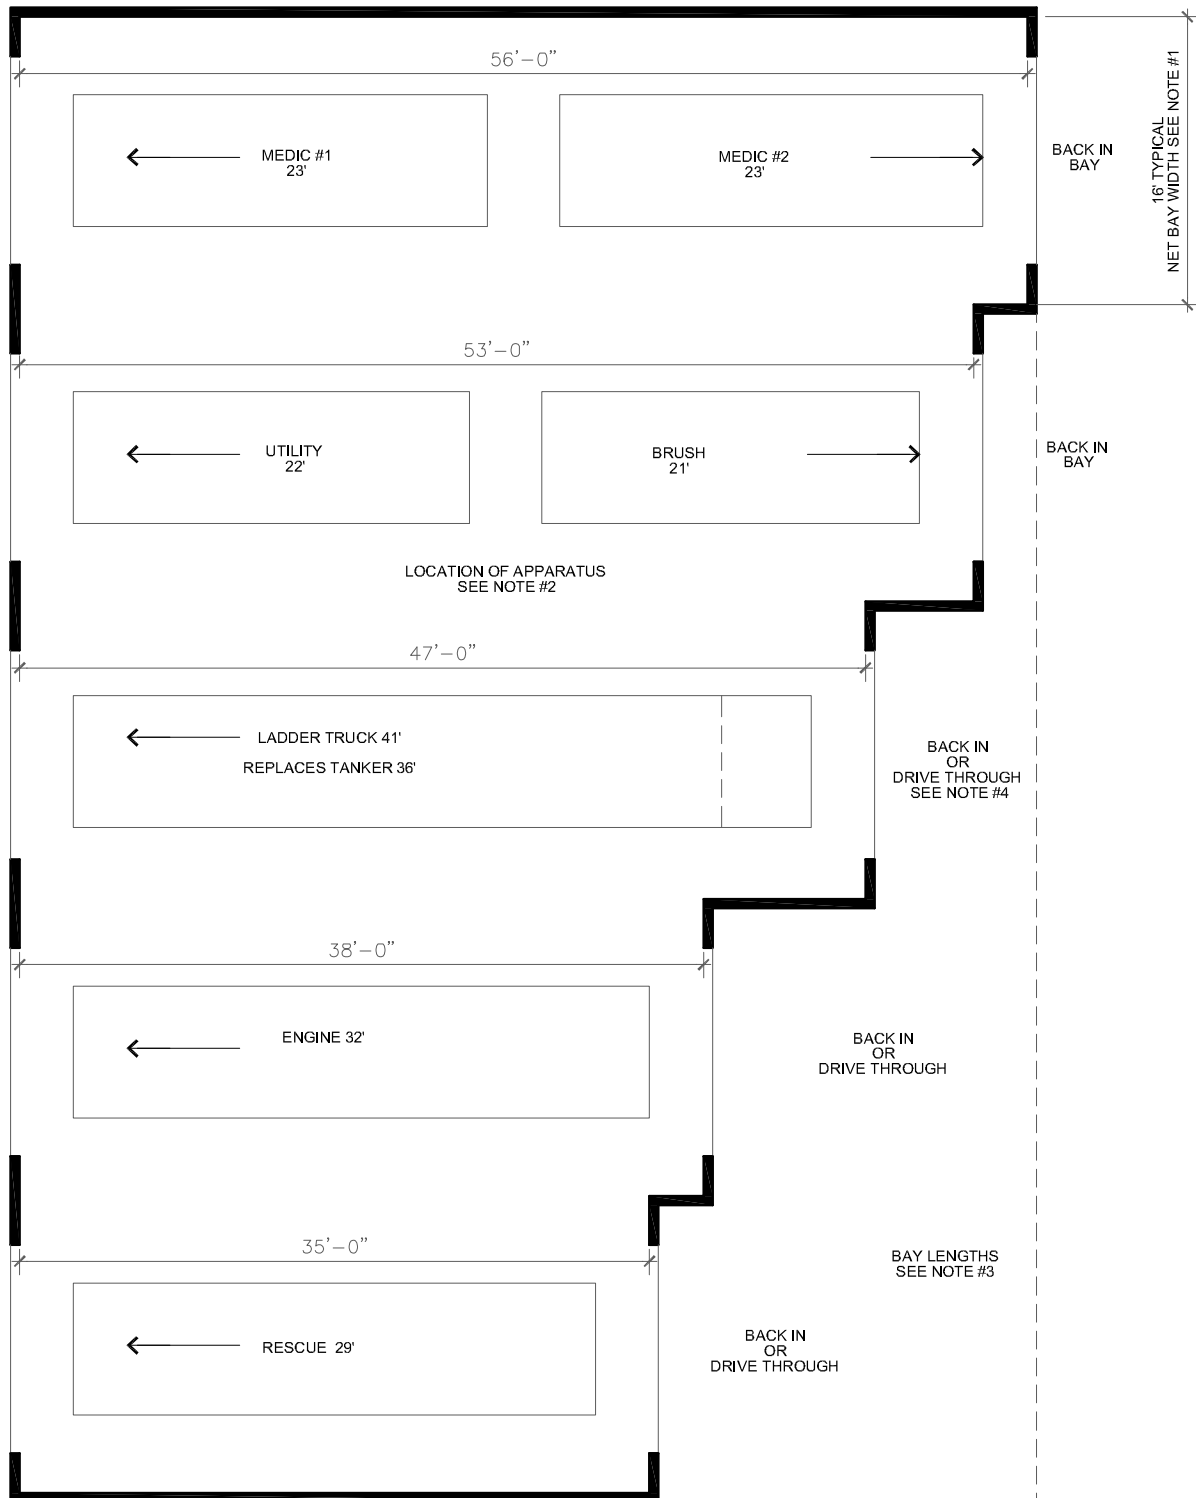 56'-0"
MEDIC #1
23'
MEDIC #2
23'
BACK IN
BAY
16' TYPICAL
NET BAY WIDTH SEE NOTE #1
53'-0"
UTILITY
22'
BRUSH
21'
BACK IN
BAY
LOCATION OF APPARATUS
SEE NOTE #2
47'-0"
LADDER TRUCK 41'
REPLACES TANKER 36'
BACK IN
OR
DRIVE THROUGH
SEE NOTE #4
38'-0"
ENGINE 32'
BACK IN
OR
DRIVE THROUGH
35'-0"
BAY LENGTHS
SEE NOTE #3
RESCUE 29'
BACK IN
OR
DRIVE THROUGH